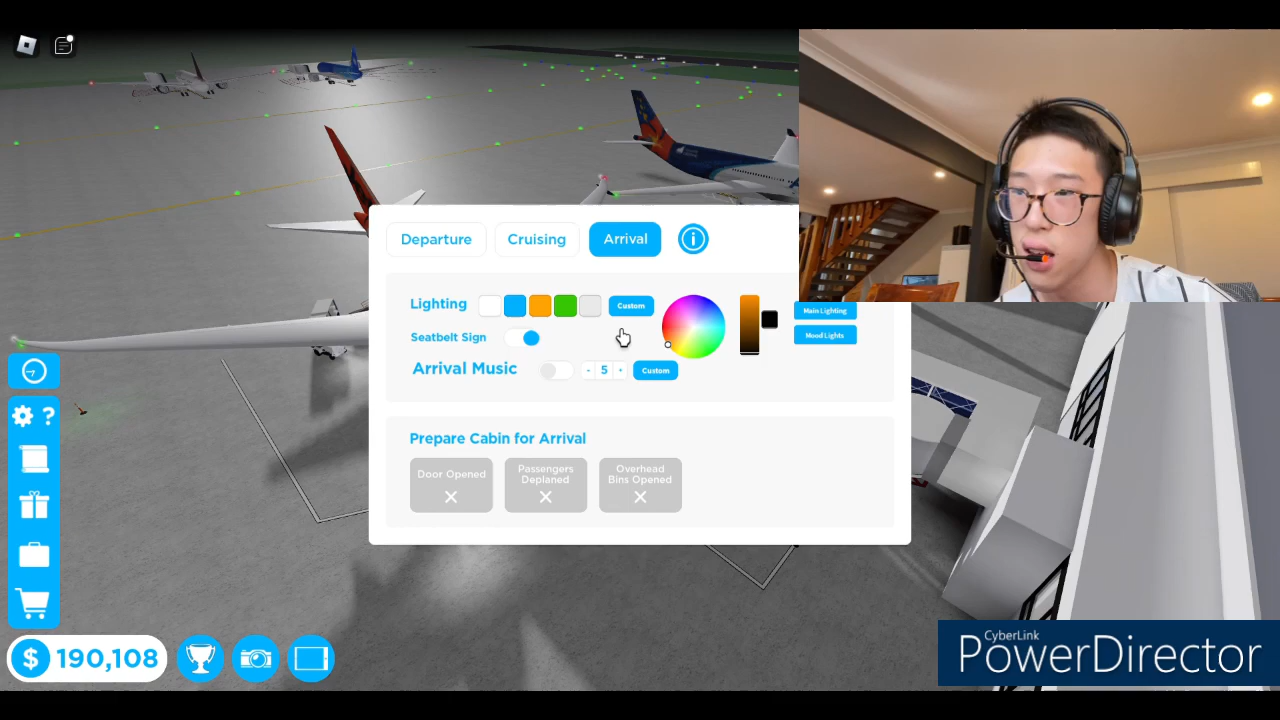 Departure
Cruising
Arrival
Lighting
Custom
Main Lighting
Seatbelt Sign
Mood Lights
Arrival Music
- 5 +
Custom
Prepare Cabin for Arrival
Door Opened
Passengers
Deplaned
Overhead
Bins Opened
?
$ 190,108
CyberLink
PowerDirector